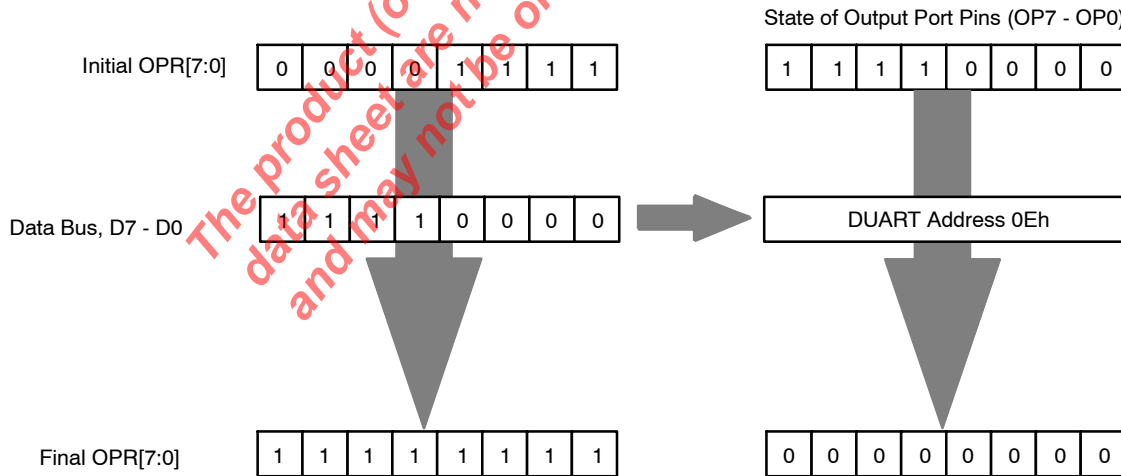 State of Output Port Pins (OP7 - OP0)
Initial OPR[7:0] 0 0 0 0 1 1 1 1
1 1 1 1 0 0 0 0
Data Bus, D7 - D0 1 1 1 1 0 0 0 0
DUART Address 0Eh
Final OPR[7:0] 1 1 1 1 1 1 1 1
0 0 0 0 0 0 0 0
The product (o
data sheet are n
and may not be o